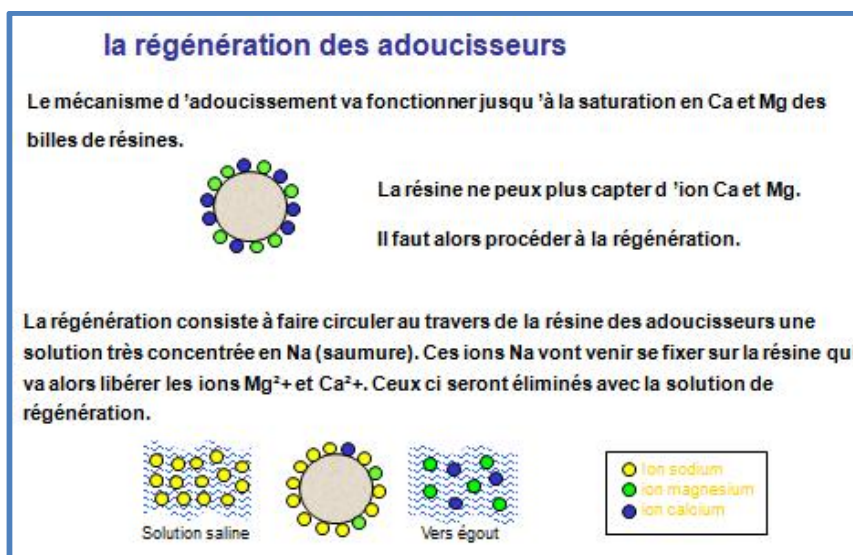 la régénération des adoucisseurs
Le mécanisme d ’adoucissement va fonctionner jusqu ’à la saturation en Ca et Mg des
billes de résines.
La résine ne peux plus capter d ’ion Ca et Mg.
Il faut alors procéder à la régénération.
La régénération consiste à faire circuler au travers de la résine des adoucisseurs une
solution très concentrée en Na (saumure). Ces ions Na vont venir se fixer sur la résine qu
va alors libérer les ions Mg²+ et Ca²+. Ceux ci seront éliminés avec la solution de
régénération.
Solution saline
Vers égout
Ion sodium
ion magnesium
ion calcium